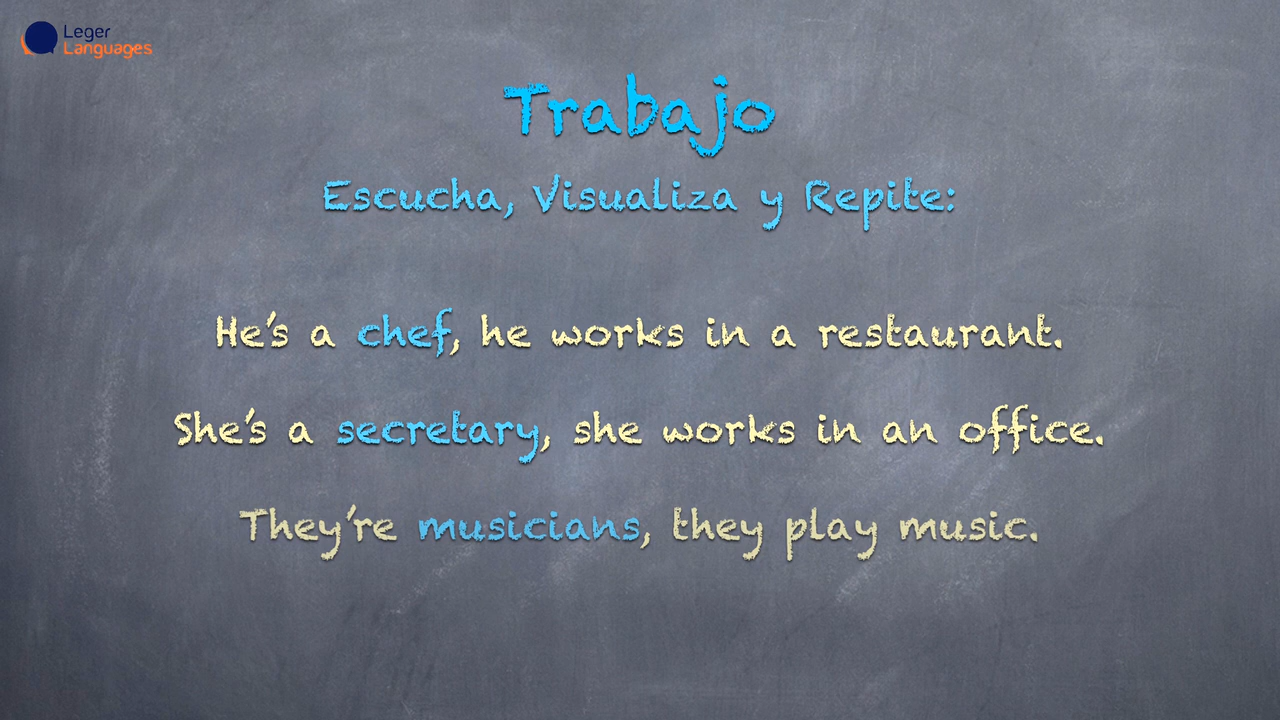 Leger
Languages
Trabajo
Escucha, Visualiza y Repite:
He's a chef, he works in a restaurant.
She's a secretary, she works in an office.
They're musicians, they play music.